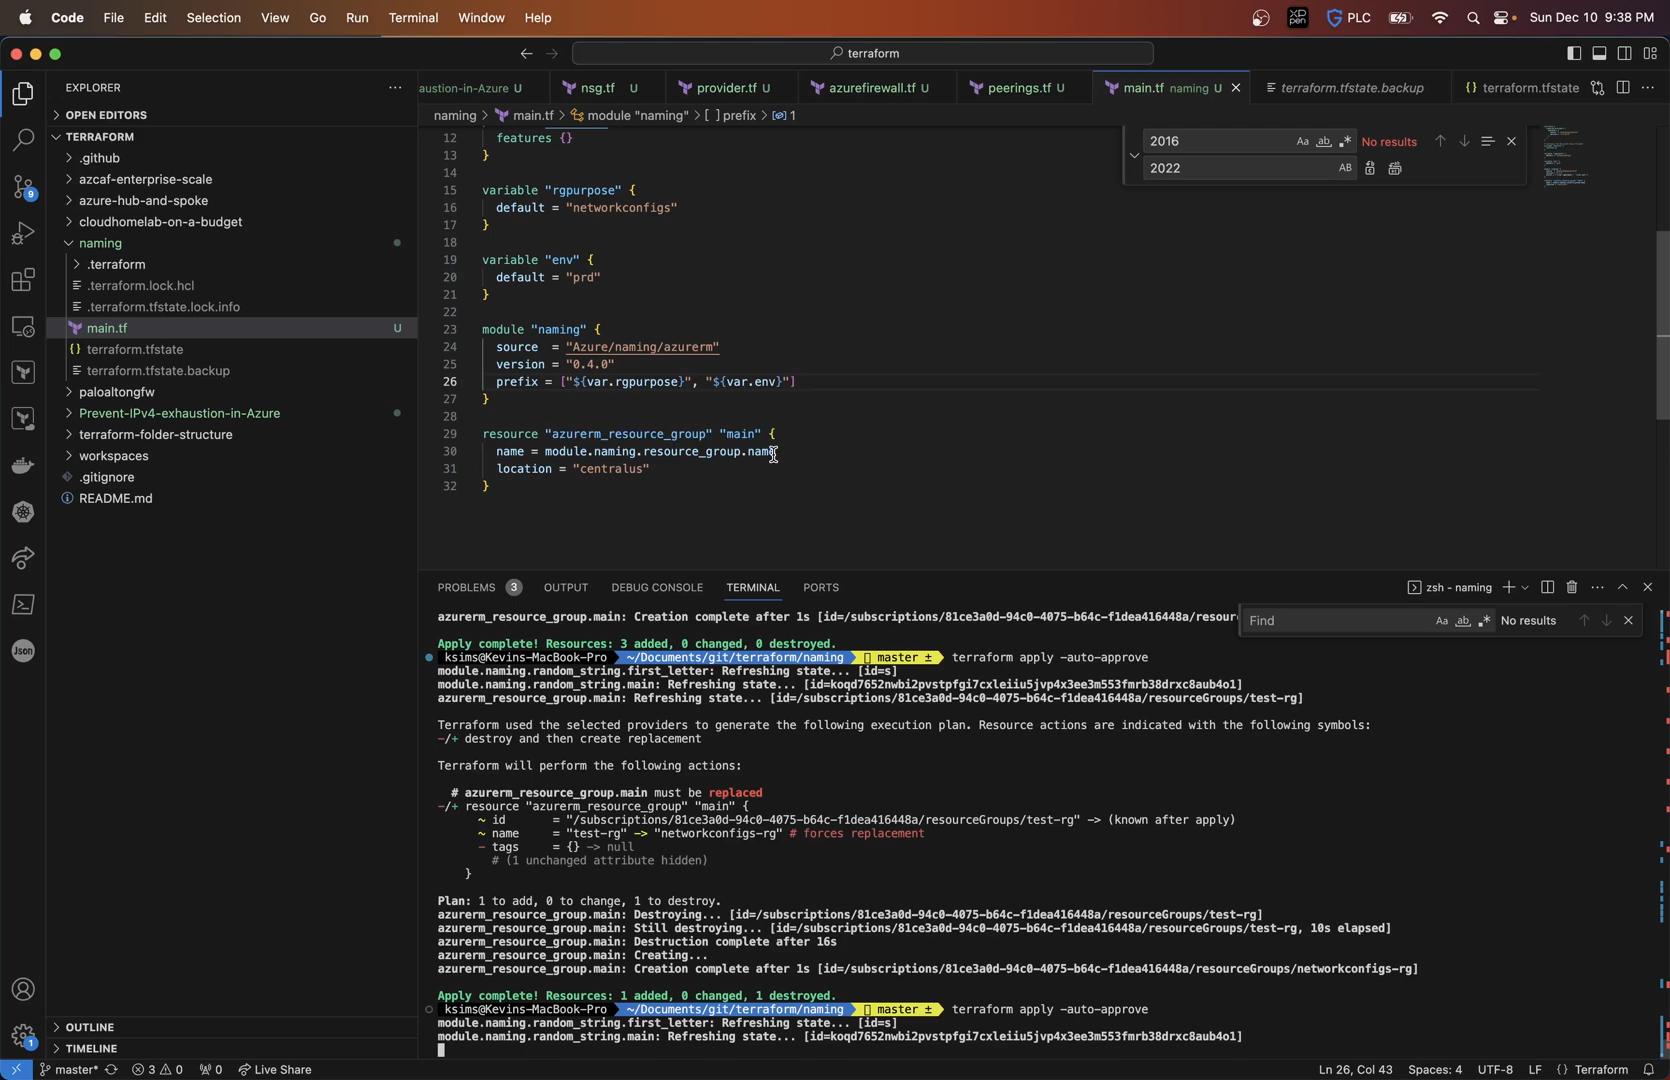 Code File Edit Selection View Go Run Terminal Window Help
PLC Sun Dec 10 9:38 PM
terraform
EXPLORER
austion-in-Azure U nsg.tf U provider.tf U azurefirewall.tf U peerings.tf U main.tf naming U terraform.tfstate.backup {} terraform.tfstate
naming > main.tf > module "naming" > [ ] prefix > 1
OPEN EDITORS
TERRAFORM
.github
azcaf-enterprise-scale
azure-hub-and-spoke
cloudhomelab-on-a-budget
naming
.terraform
.terraform.lock.hcl
.terraform.tfstate.lock.info
main.tf U
{} terraform.tfstate
terraform.tfstate.backup
paloaltongfw
Prevent-IPv4-exhaustion-in-Azure
terraform-folder-structure
workspaces
.gitignore
README.md
OUTLINE
TIMELINE
9
1
Json
2016 Aa ab No results
2022 AB
12 features {}
13 }
14
15 variable "rgpurpose" {
16 default = "networkconfigs"
17 }
18
19 variable "env" {
20 default = "prd"
21 }
22
23 module "naming" {
24 source = "Azure/naming/azurerm"
25 version = "0.4.0"
26 prefix = ["${var.rgpurpose}", "${var.env}"]
27 }
28
29 resource "azurerm_resource_group" "main" {
30 name = module.naming.resource_group.name
31 location = "centralus"
32 }
PROBLEMS 3 OUTPUT DEBUG CONSOLE TERMINAL PORTS zsh - naming
Find Aa ab No results
azurerm_resource_group.main: Creation complete after 1s [id=/subscriptions/81ce3a0d-94c0-4075-b64c-f1dea416448a/resour
Apply complete! Resources: 3 added, 0 changed, 0 destroyed.
ksims@Kevins-MacBook-Pro ~/Documents/git/terraform/naming master ± terraform apply -auto-approve
module.naming.random_string.first_letter: Refreshing state... [id=s]
module.naming.random_string.main: Refreshing state... [id=koqd7652nwbi2pvstpfgi7cxleiiu5jvp4x3ee3m553fmrb38drxc8aub4o1]
azurerm_resource_group.main: Refreshing state... [id=/subscriptions/81ce3a0d-94c0-4075-b64c-f1dea416448a/resourceGroups/test-rg]
Terraform used the selected providers to generate the following execution plan. Resource actions are indicated with the following symbols:
-/+ destroy and then create replacement
Terraform will perform the following actions:
# azurerm_resource_group.main must be replaced
-/+ resource "azurerm_resource_group" "main" {
~ id = "/subscriptions/81ce3a0d-94c0-4075-b64c-f1dea416448a/resourceGroups/test-rg" -> (known after apply)
~ name = "test-rg" -> "networkconfigs-rg" # forces replacement
- tags = {} -> null
# (1 unchanged attribute hidden)
}
Plan: 1 to add, 0 to change, 1 to destroy.
azurerm_resource_group.main: Destroying... [id=/subscriptions/81ce3a0d-94c0-4075-b64c-f1dea416448a/resourceGroups/test-rg]
azurerm_resource_group.main: Still destroying... [id=/subscriptions/81ce3a0d-94c0-4075-b64c-f1dea416448a/resourceGroups/test-rg, 10s elapsed]
azurerm_resource_group.main: Destruction complete after 16s
azurerm_resource_group.main: Creating...
azurerm_resource_group.main: Creation complete after 1s [id=/subscriptions/81ce3a0d-94c0-4075-b64c-f1dea416448a/resourceGroups/networkconfigs-rg]
Apply complete! Resources: 1 added, 0 changed, 1 destroyed.
ksims@Kevins-MacBook-Pro ~/Documents/git/terraform/naming master ± terraform apply -auto-approve
module.naming.random_string.first_letter: Refreshing state... [id=s]
module.naming.random_string.main: Refreshing state... [id=koqd7652nwbi2pvstpfgi7cxleiiu5jvp4x3ee3m553fmrb38drxc8aub4o1]
master* 3 0 0 Live Share Ln 26, Col 43 Spaces: 4 UTF-8 LF {} Terraform